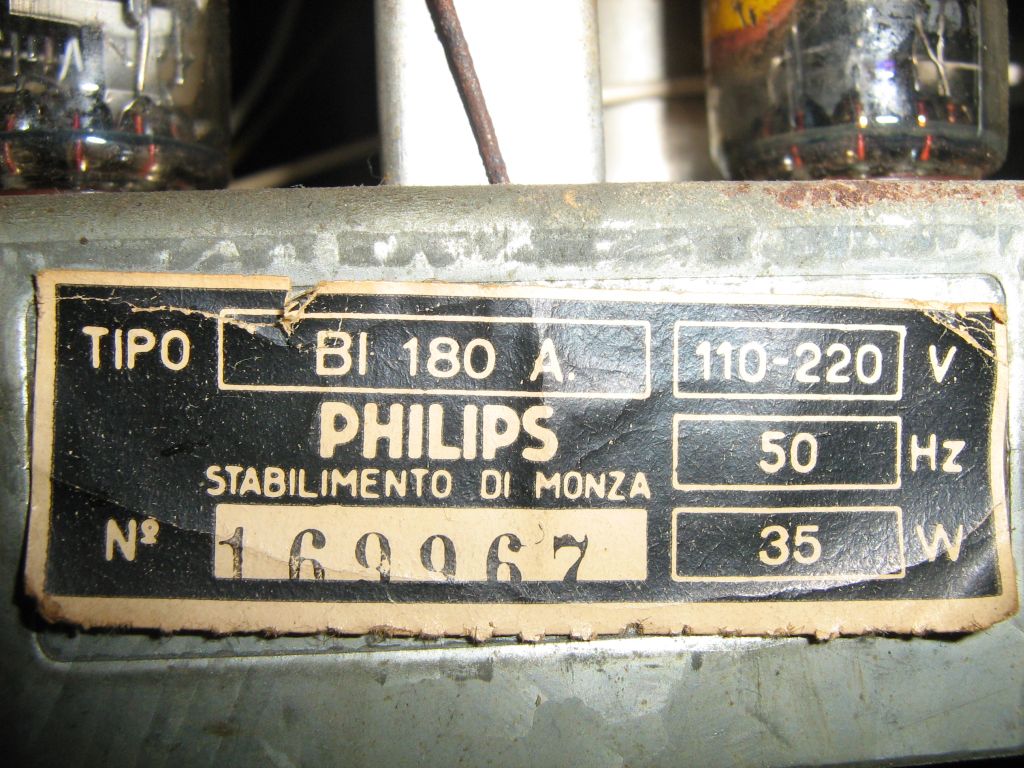 TIPO BI 180 A. 110-220 V
PHILIPS 50 Hz
STABILIMENTO DI MONZA
Nº 169967 35 W